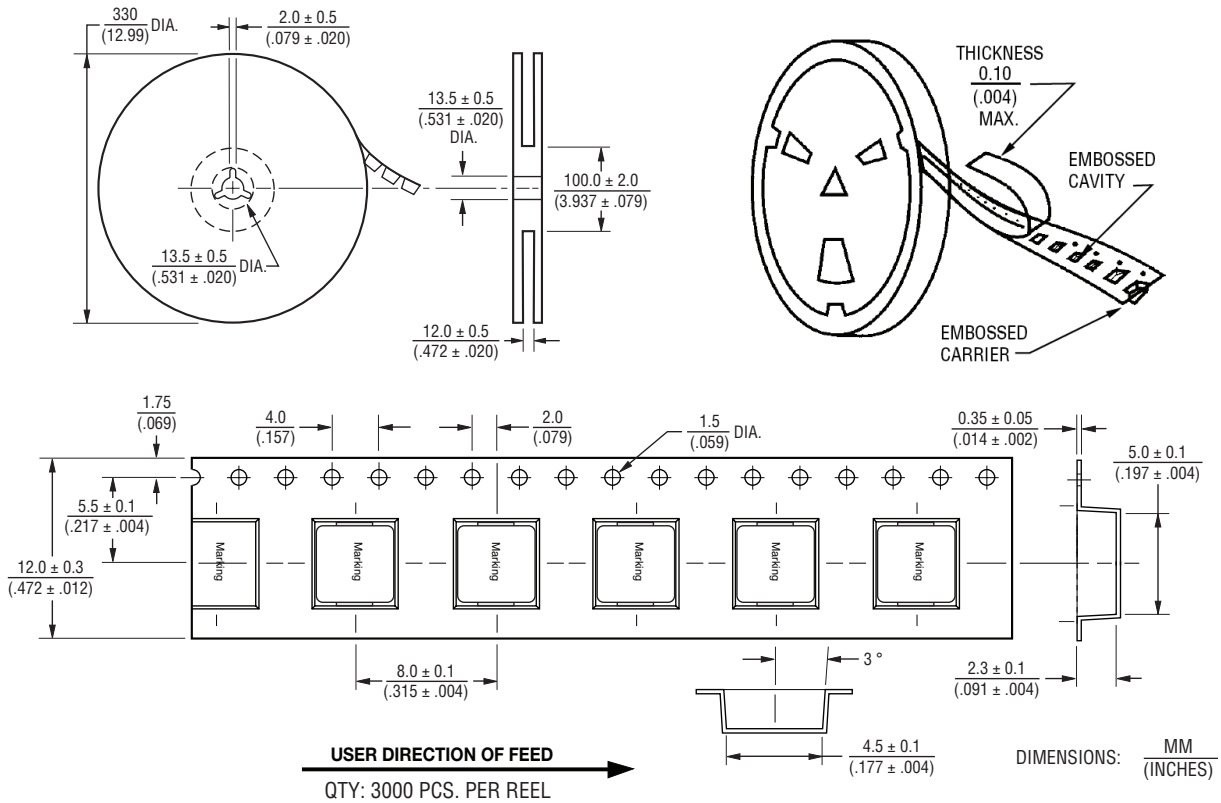 330
(12.99)
DIA.
2.0 ± 0.5
(.079 ± .020)
13.5 ± 0.5
(.531 ± .020)
DIA.
100.0 ± 2.0
(3.937 ± .079)
13.5 ± 0.5
(.531 ± .020)
DIA.
12.0 ± 0.5
(.472 ± .020)
THICKNESS
0.10
(.004)
MAX.
EMBOSSED
CAVITY
EMBOSSED
CARRIER
1.75
(.069)
4.0
(.157)
2.0
(.079)
1.5
(.059)
DIA.
0.35 ± 0.05
(.014 ± .002)
5.0 ± 0.1
(.197 ± .004)
5.5 ± 0.1
(.217 ± .004)
12.0 ± 0.3
(.472 ± .012)
Marking
Marking
Marking
Marking
Marking
Marking
8.0 ± 0.1
(.315 ± .004)
3 °
2.3 ± 0.1
(.091 ± .004)
4.5 ± 0.1
(.177 ± .004)
USER DIRECTION OF FEED
QTY: 3000 PCS. PER REEL
DIMENSIONS:
MM
(INCHES)